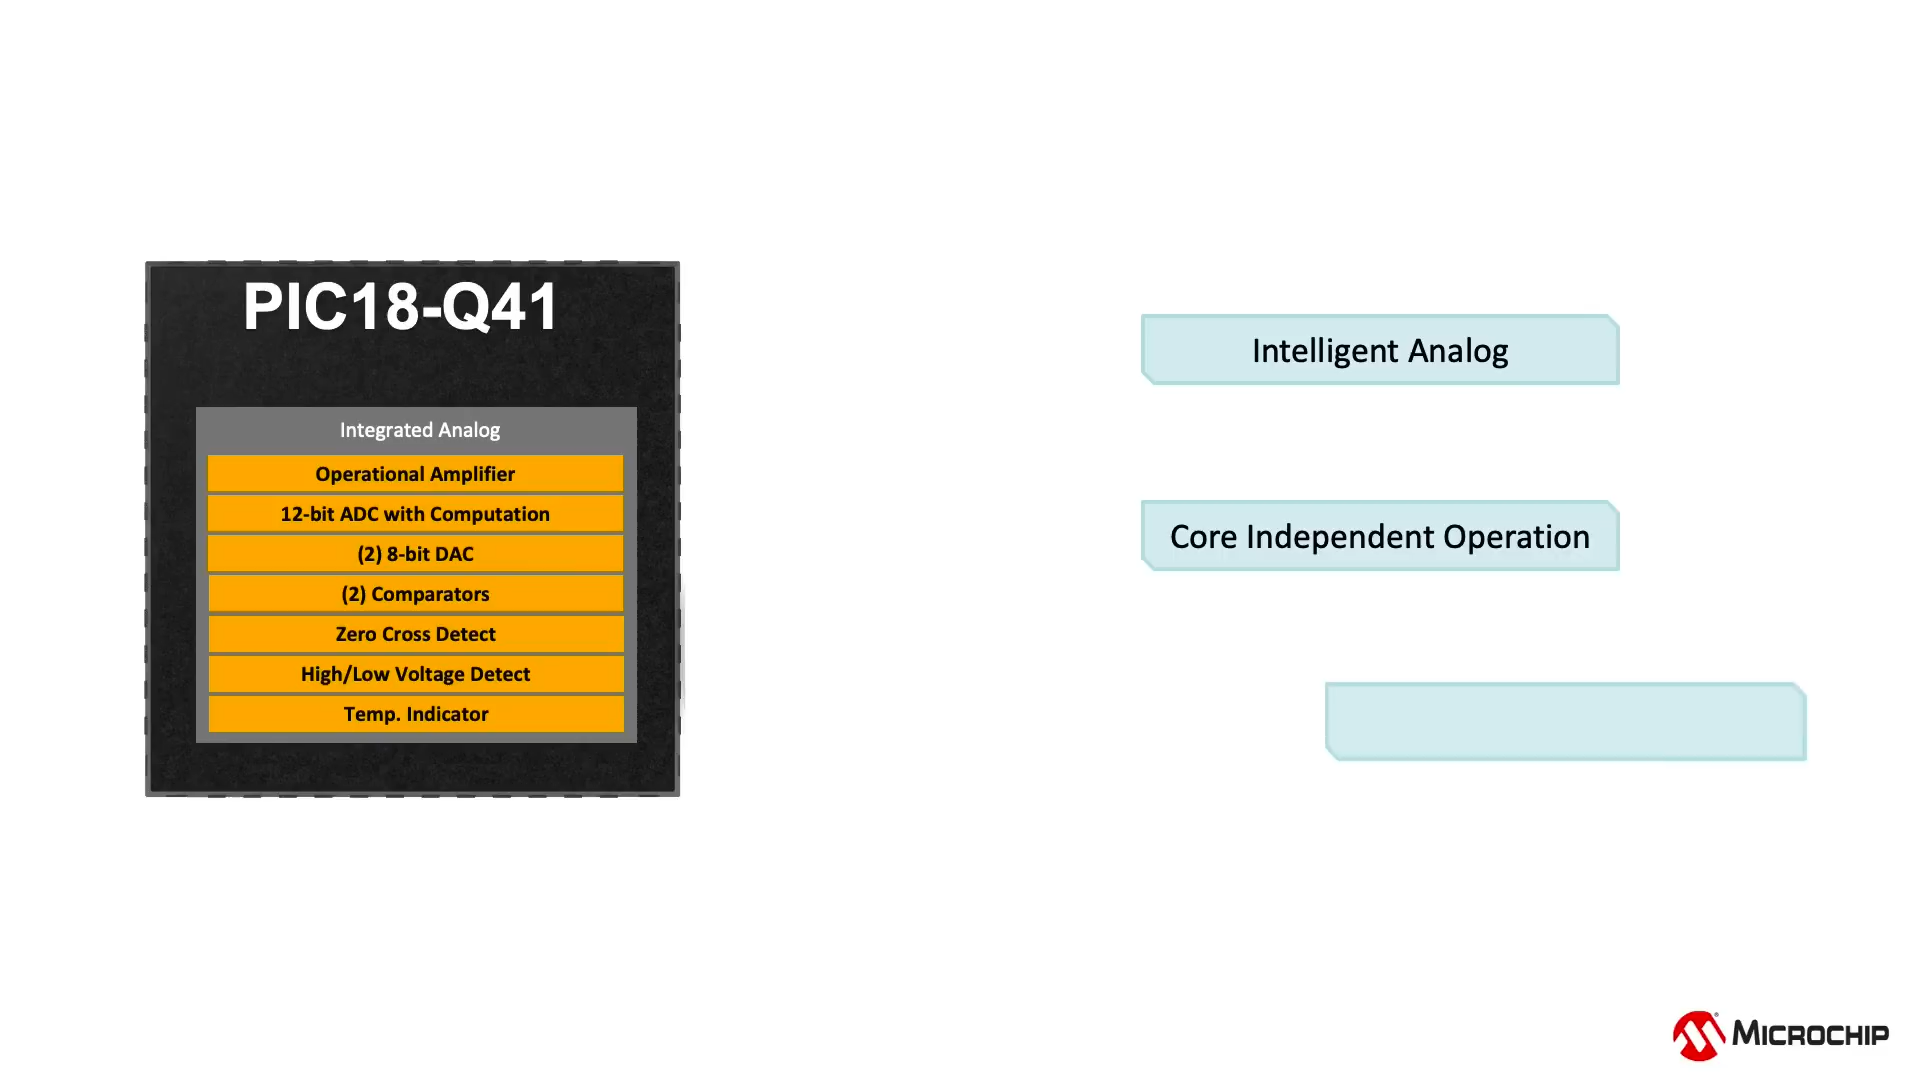 PIC18-Q41
Integrated Analog
Operational Amplifier
12-bit ADC with Computation
(2) 8-bit DAC
(2) Comparators
Zero Cross Detect
High/Low Voltage Detect
Temp. Indicator
Intelligent Analog
Core Independent Operation
MICROCHIP